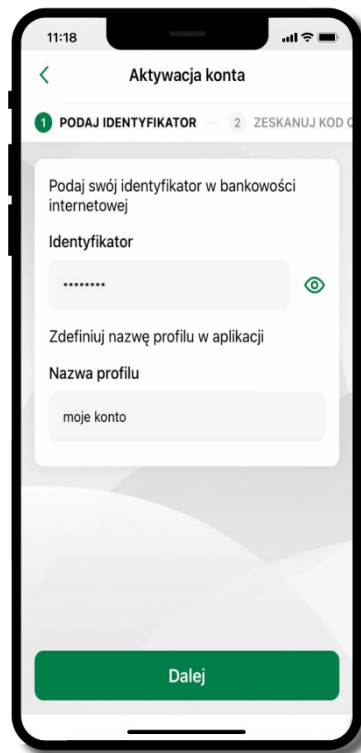 11:18
Aktywacja konta
1 PODAJ IDENTYFIKATOR 2 ZESKANUJ KOD
Podaj swój identyfikator w bankowości
internetowej
Identyfikator
••••••••
Zdefiniuj nazwę profilu w aplikacji
Nazwa profilu
moje konto
Dalej